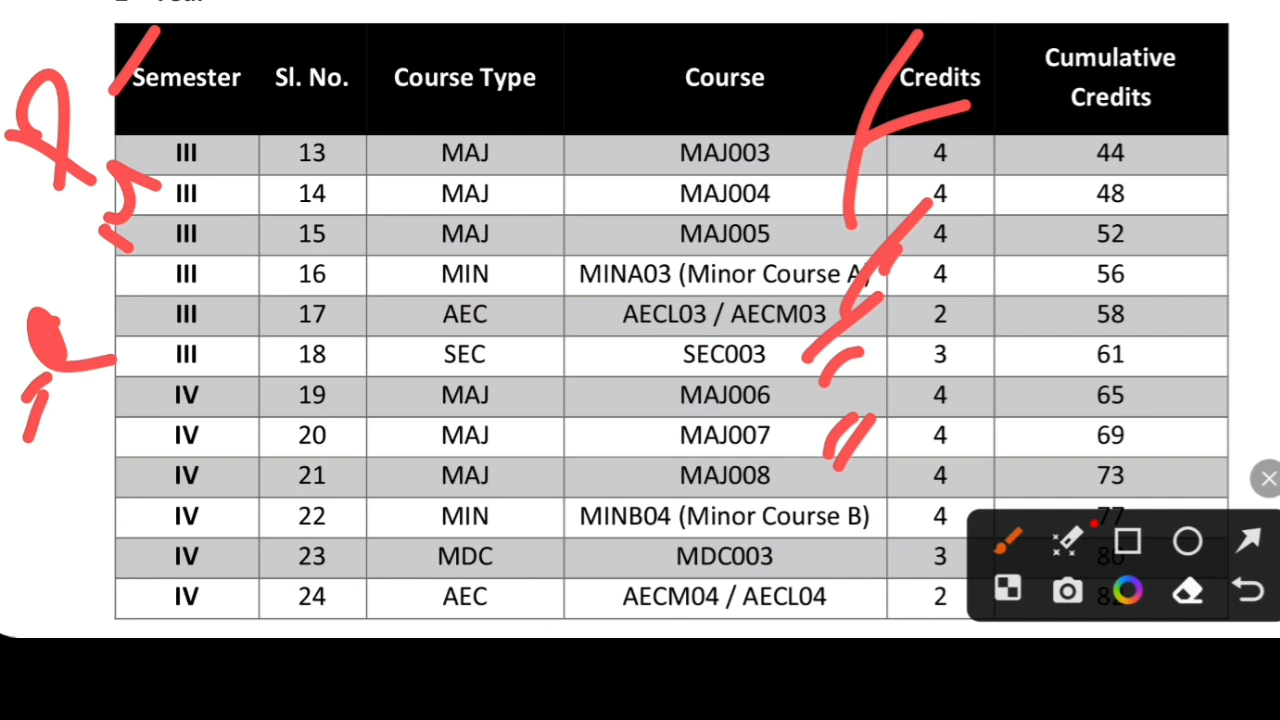 Semester Sl. No. Course Type Course Credits Cumulative Credits
III 13 MAJ MAJ003 4 44
III 14 MAJ MAJ004 4 48
III 15 MAJ MAJ005 4 52
III 16 MIN MINA03 (Minor Course A) 4 56
III 17 AEC AECL03 / AECM03 2 58
III 18 SEC SEC003 3 61
IV 19 MAJ MAJ006 4 65
IV 20 MAJ MAJ007 4 69
IV 21 MAJ MAJ008 4 73
IV 22 MIN MINB04 (Minor Course B) 4 77
IV 23 MDC MDC003 3 80
IV 24 AEC AECM04 / AECL04 2